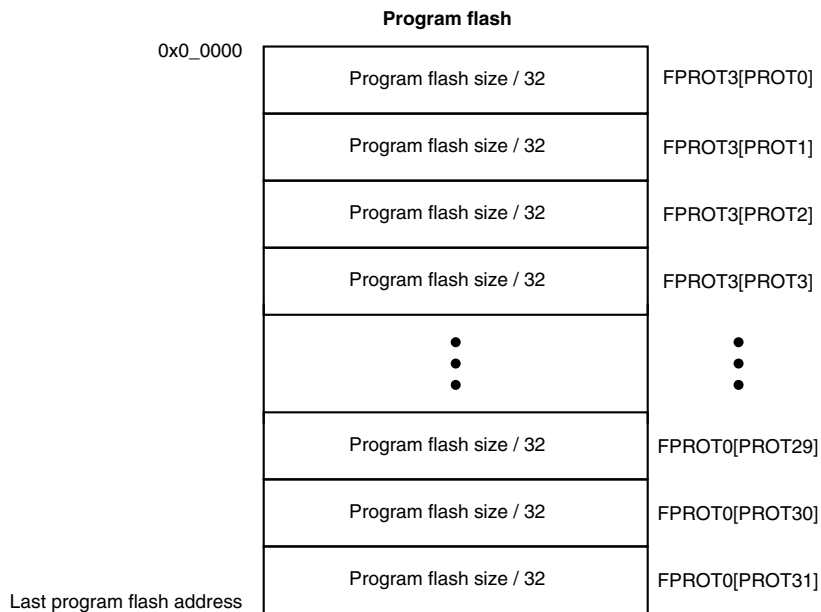 Program flash
0x0_0000
Program flash size / 32 FPROT3[PROT0]
Program flash size / 32 FPROT3[PROT1]
Program flash size / 32 FPROT3[PROT2]
Program flash size / 32 FPROT3[PROT3]
Program flash size / 32 FPROT0[PROT29]
Program flash size / 32 FPROT0[PROT30]
Program flash size / 32 FPROT0[PROT31]
Last program flash address